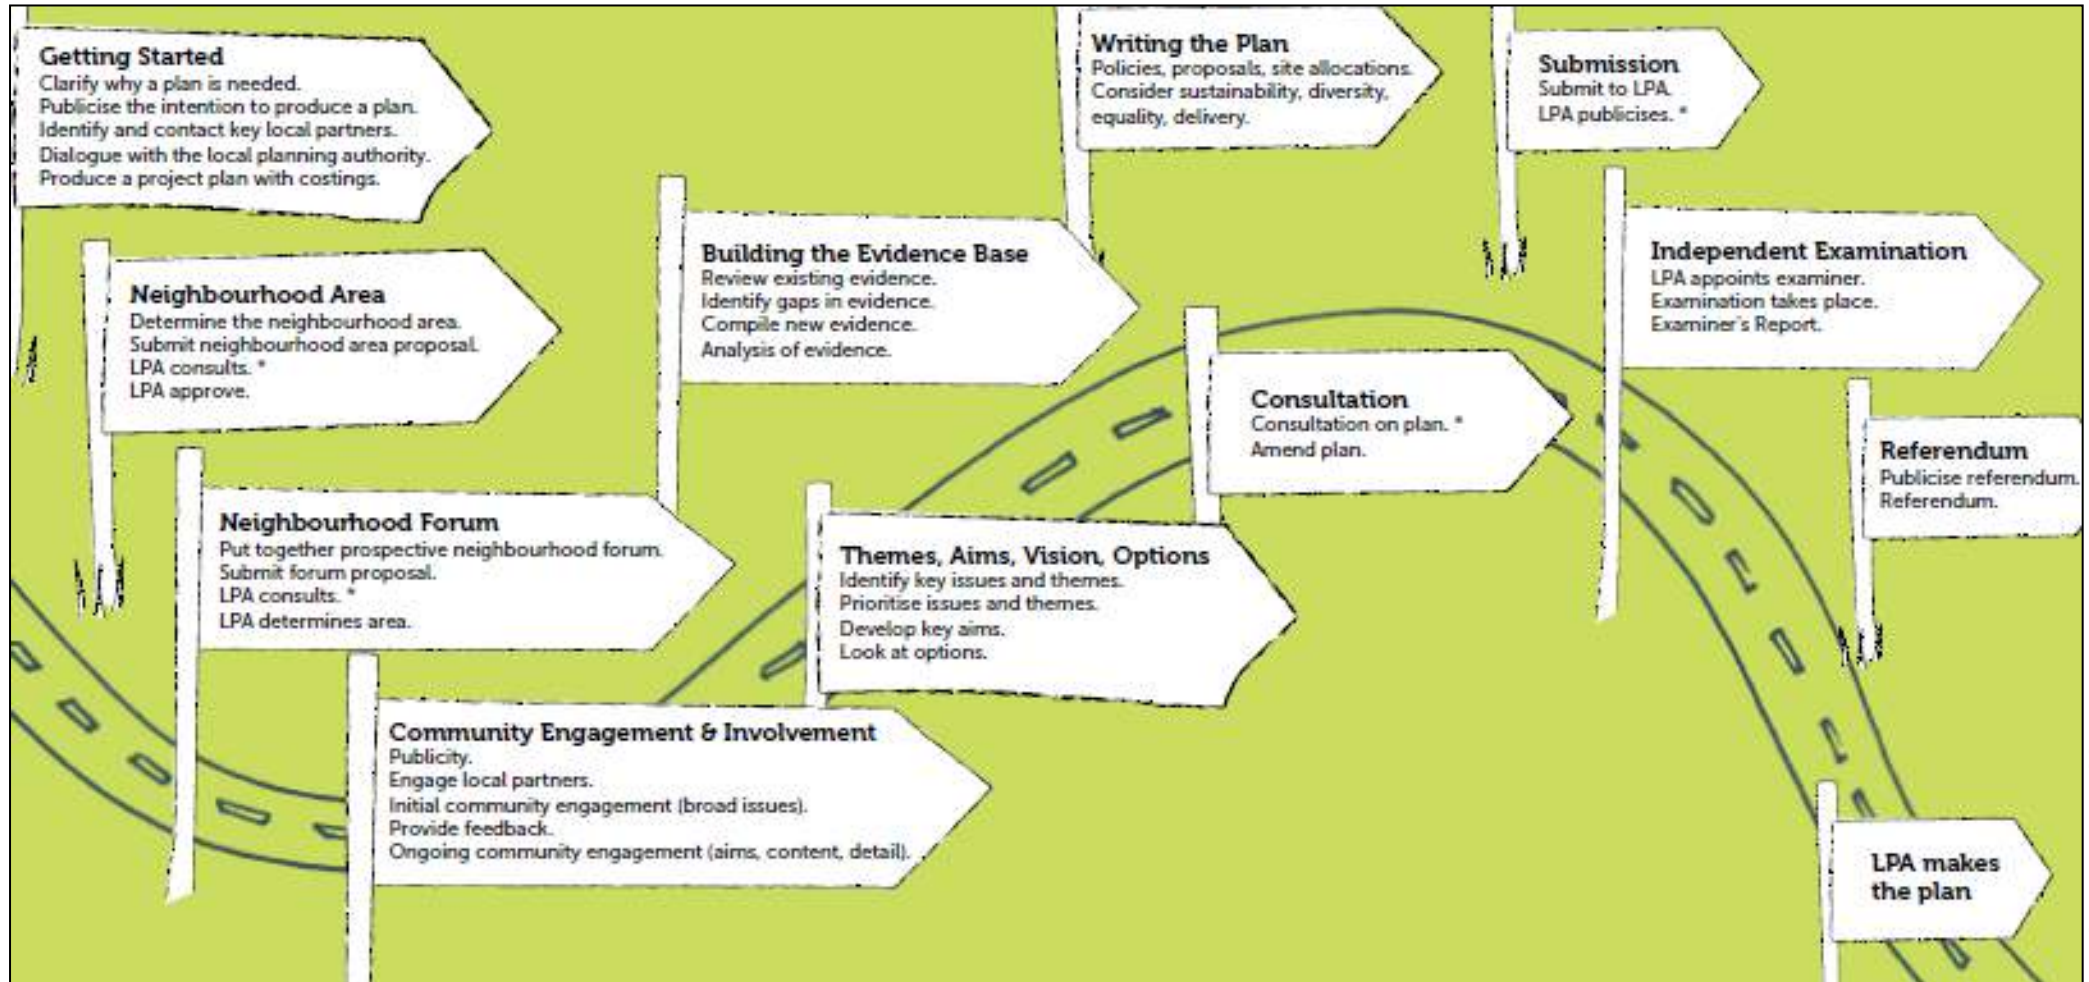 Getting Started
Clarify why a plan is needed.
Publicise the intention to produce a plan.
Identify and contact key local partners.
Dialogue with the local planning authority.
Produce a project plan with costings.
Neighbourhood Area
Determine the neighbourhood area.
Submit neighbourhood area proposal.
LPA consults. *
LPA approve.
Neighbourhood Forum
Put together prospective neighbourhood forum.
Submit forum proposal.
LPA consults. *
LPA determines area.
Community Engagement & Involvement
Publicity.
Engage local partners.
Initial community engagement (broad issues).
Provide feedback.
Ongoing community engagement (aims, content, detail).
Building the Evidence Base
Review existing evidence.
Identify gaps in evidence.
Compile new evidence.
Analysis of evidence.
Themes, Aims, Vision, Options
Identify key issues and themes.
Prioritise issues and themes.
Develop key aims.
Look at options.
Writing the Plan
Policies, proposals, site allocations.
Consider sustainability, diversity,
equality, delivery.
Consultation
Consultation on plan. *
Amend plan.
Submission
Submit to LPA.
LPA publicises. *
Independent Examination
LPA appoints examiner.
Examination takes place.
Examiner's Report.
Referendum
Publicise referendum.
Referendum.
LPA makes
the plan